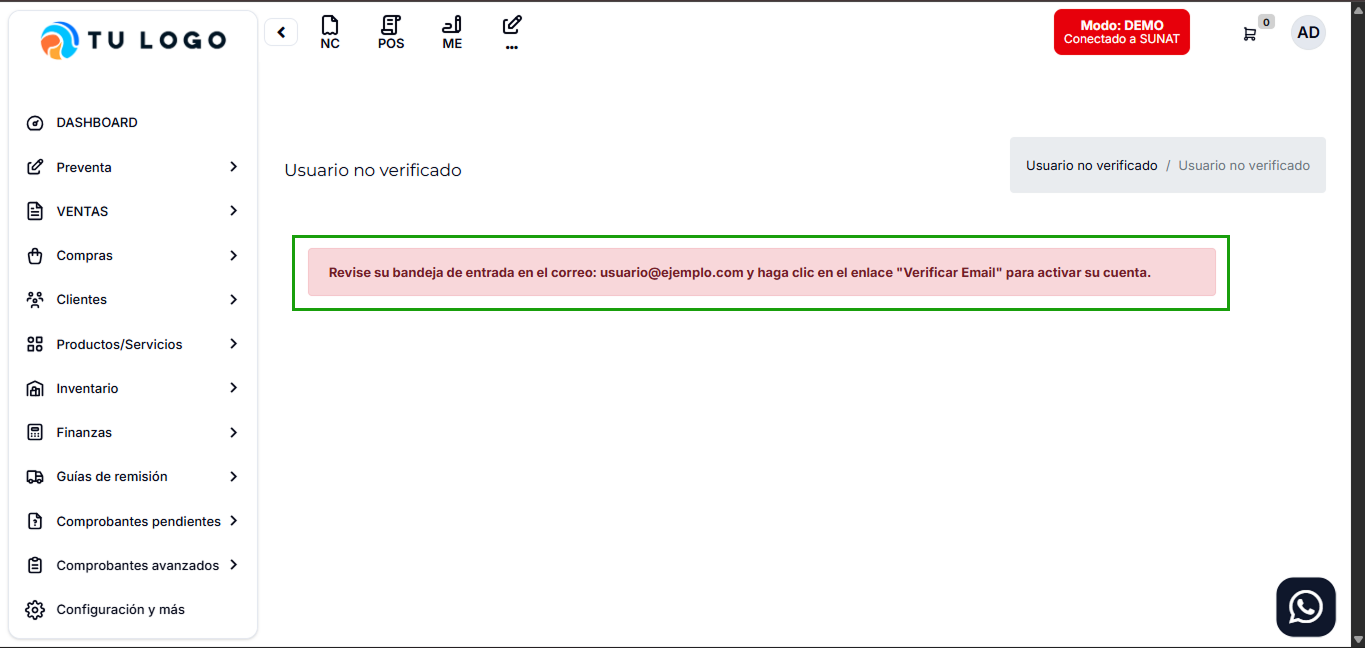 TU LOGO
NC
POS
ME
...
Modo: DEMO
Conectado a SUNAT
0
AD
DASHBOARD
Preventa
VENTAS
Compras
Clientes
Productos/Servicios
Inventario
Finanzas
Guías de remisión
Comprobantes pendientes
Comprobantes avanzados
Configuración y más
Usuario no verificado
Usuario no verificado / Usuario no verificado
Revise su bandeja de entrada en el correo: usuario@ejemplo.com y haga clic en el enlace "Verificar Email" para activar su cuenta.